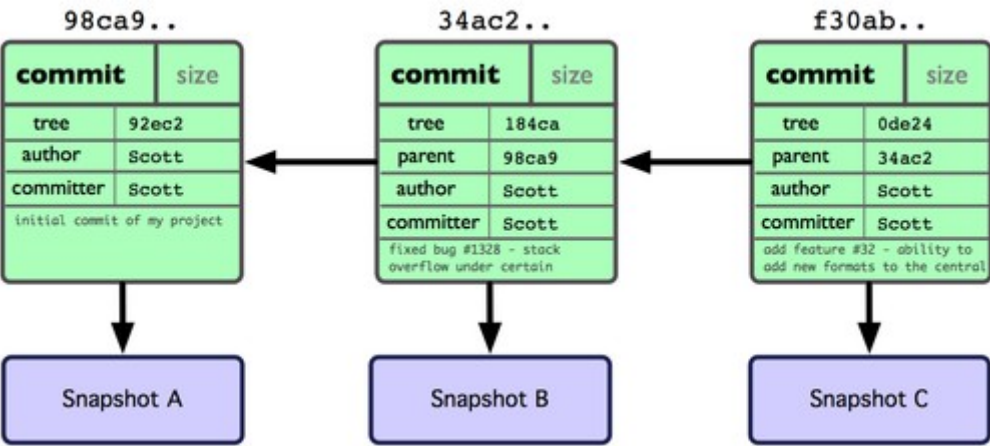 98ca9.. 34ac2.. f30ab..
commit size
tree 92ec2
author Scott
committer Scott
initial commit of my project
commit size
tree 184ca
parent 98ca9
author Scott
committer Scott
fixed bug #1328 - stack
overflow under certain
commit size
tree 0de24
parent 34ac2
author Scott
committer Scott
add feature #32 - ability to
add new formats to the central
Snapshot A
Snapshot B
Snapshot C